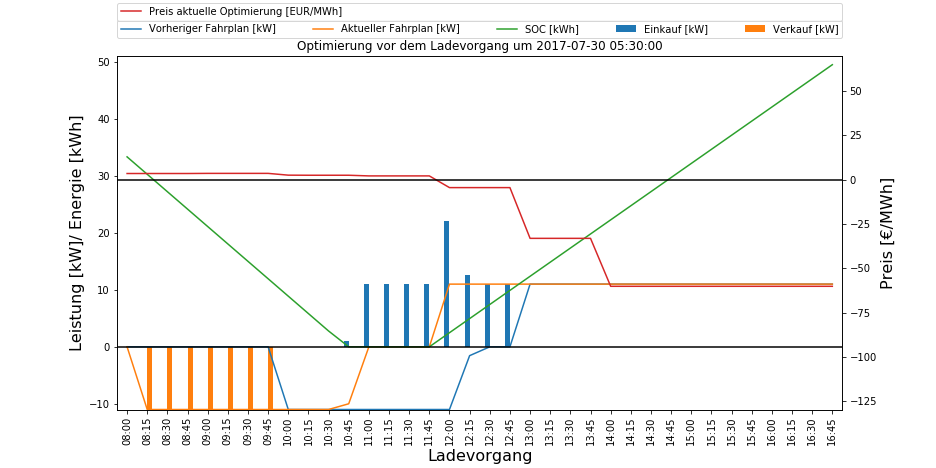 Preis aktuelle Optimierung [EUR/MWh]
Vorheriger Fahrplan [kW] Aktueller Fahrplan [kW] SOC [kWh] Einkauf [kW] Verkauf [kW]
Optimierung vor dem Ladevorgang um 2017-07-30 05:30:00
Leistung [kW]/ Energie [kWh]
50
40
30
20
10
0
−10
Preis [€/MWh]
50
25
0
−25
−50
−75
−100
−125
08:00 08:15 08:30 08:45 09:00 09:15 09:30 09:45 10:00 10:15 10:30 10:45 11:00 11:15 11:30 11:45 12:00 12:15 12:30 12:45 13:00 13:15 13:30 13:45 14:00 14:15 14:30 14:45 15:00 15:15 15:30 15:45 16:00 16:15 16:30 16:45
Ladevorgang